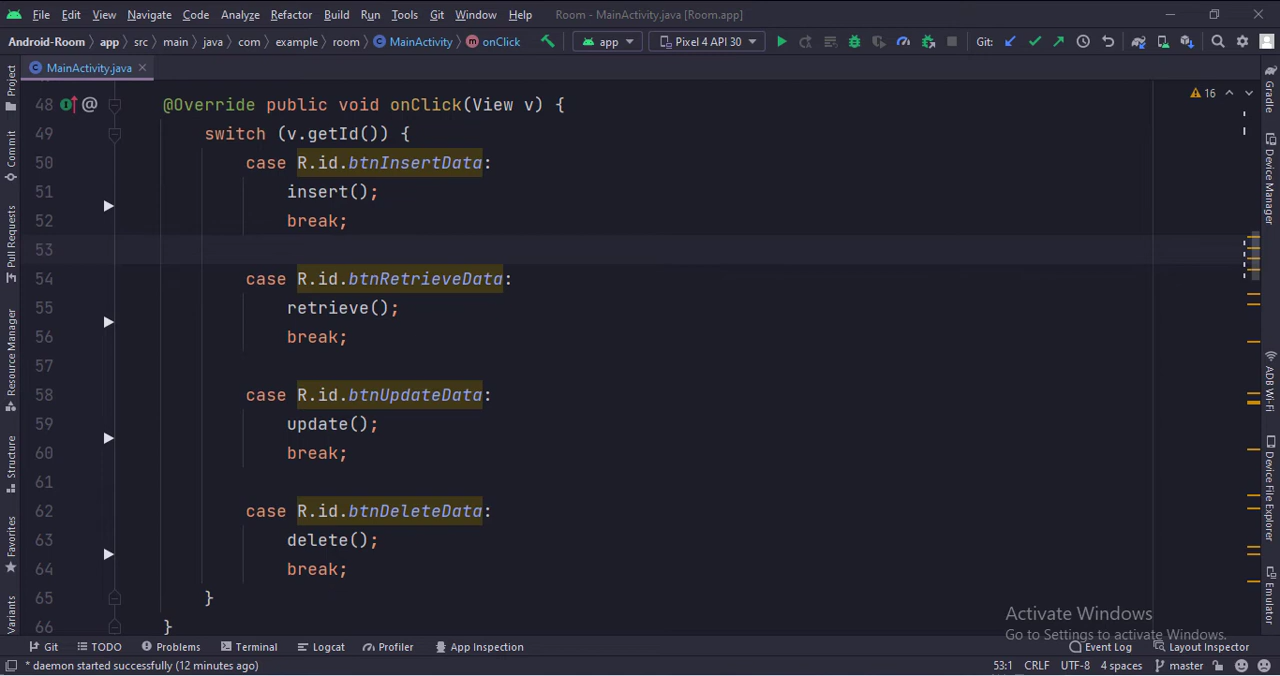 File Edit View Navigate Code Analyze Refactor Build Run Tools Git Window Help Room - MainActivity.java [Room.app]
Android-Room app src main java com example room MainActivity onClick app Pixel 4 API 30 Git:
MainActivity.java
16
48 @Override public void onClick(View v) {
49 switch (v.getId()) {
50 case R.id.btnInsertData:
51 insert();
52 break;
53
54 case R.id.btnRetrieveData:
55 retrieve();
56 break;
57
58 case R.id.btnUpdateData:
59 update();
60 break;
61
62 case R.id.btnDeleteData:
63 delete();
64 break;
65 }
66 }
Project
Commit
Pull Requests
Resource Manager
Structure
Favorites
Variants
Gradle
Device Manager
ADB Wi-Fi
Device File Explorer
Emulator
Activate Windows
Go to Settings to activate Windows.
Git TODO Problems Terminal Logcat Profiler App Inspection Event Log Layout Inspector
* daemon started successfully (12 minutes ago) 53:1 CRLF UTF-8 4 spaces master